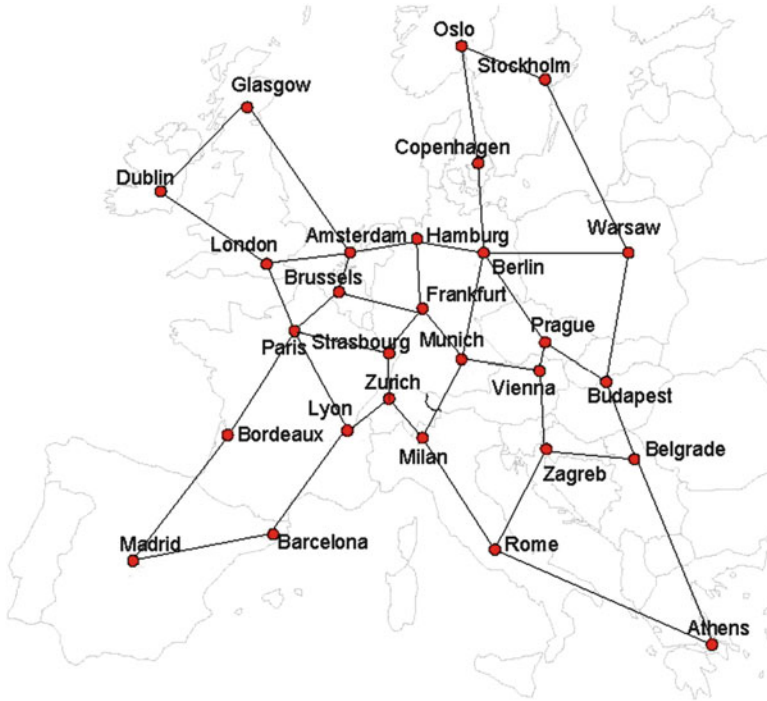 Oslo
Stockholm
Glasgow
Copenhagen
Dublin
London
Amsterdam
Hamburg
Warsaw
Berlin
Brussels
Frankfurt
Prague
Paris
Strasbourg
Munich
Vienna
Zurich
Budapest
Lyon
Bordeaux
Milan
Zagreb
Belgrade
Madrid
Barcelona
Rome
Athens